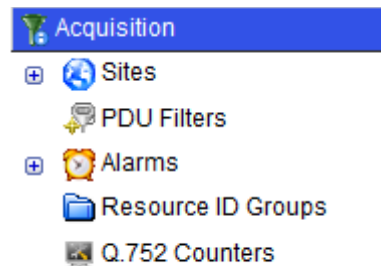 Acquisition
Sites
PDU Filters
Alarms
Resource ID Groups
Q.752 Counters